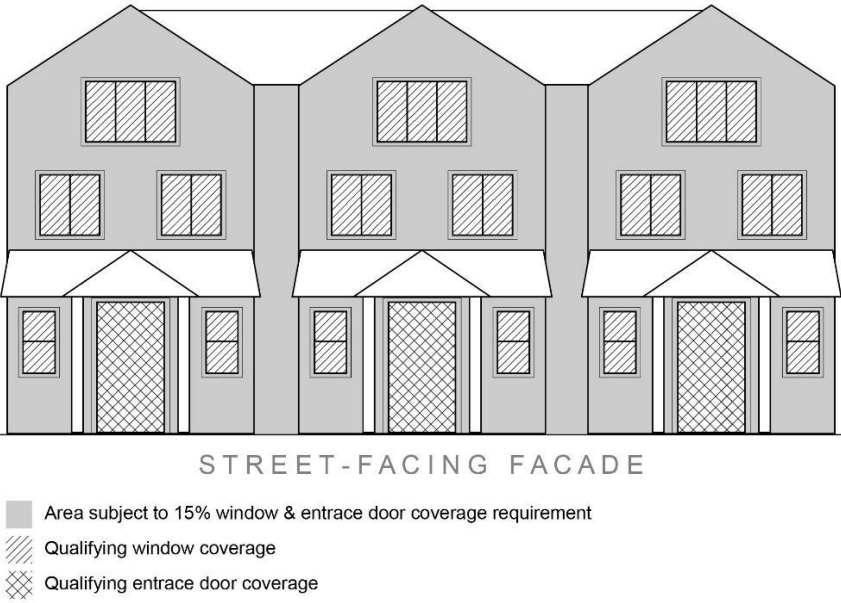 STREET-FACING FACADE
Area subject to 15% window & entrace door coverage requirement
Qualifying window coverage
Qualifying entrace door coverage